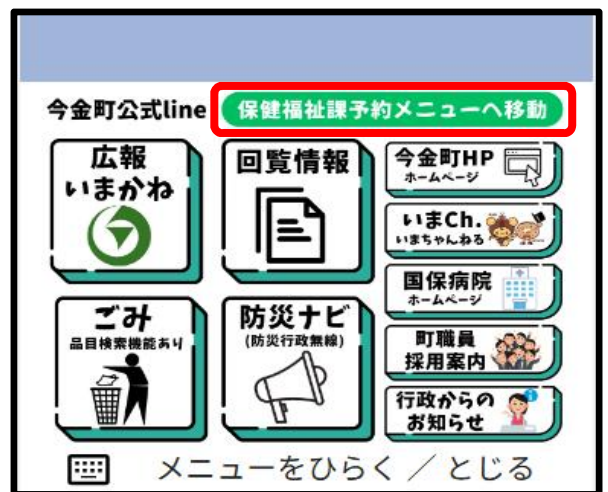 今金町公式line
保健福祉課予約メニューへ移動
広報
いまかね
回覧情報
今金町HP
ホームページ
いまCh.
いまちゃんねる
国保病院
ホームページ
ごみ
品目検索機能あり
防災ナビ
(防災行政無線)
町職員
採用案内
行政からの
お知らせ
メニューをひらく / とじる